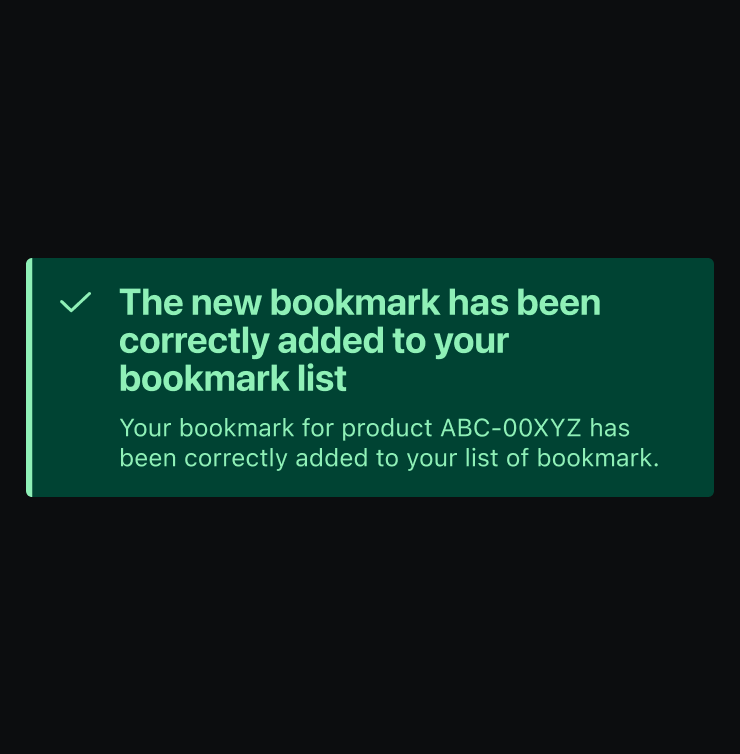 The new bookmark has been
correctly added to your
bookmark list
Your bookmark for product ABC-00XYZ has
been correctly added to your list of bookmark.